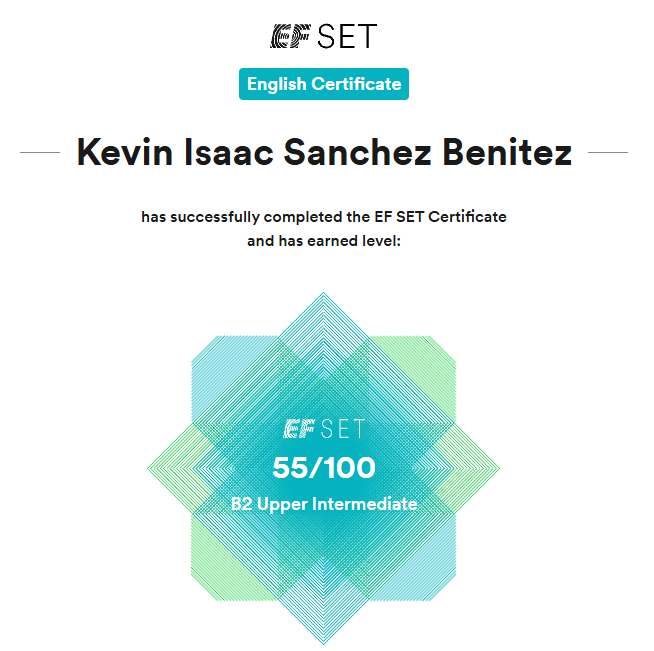 EF SET
English Certificate
Kevin Isaac Sanchez Benitez
has successfully completed the EF SET Certificate
and has earned level:
EF SET
55/100
B2 Upper Intermediate